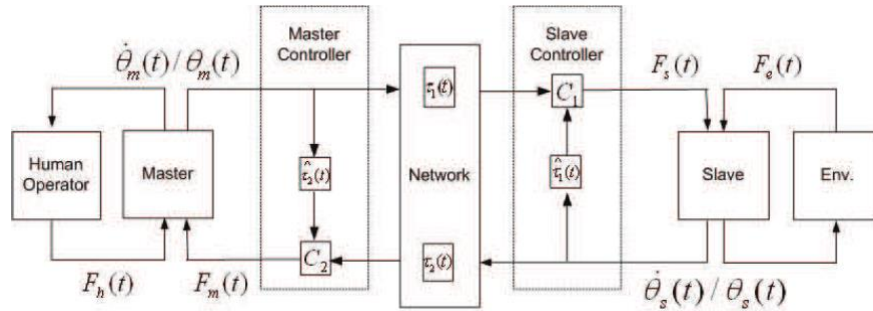 Master Controller
Slave Controller
θ̇ₘ(t)/θₘ(t)
τ₁(t)
C₁
Fₛ(t)
Fₑ(t)
Human Operator
Master
τ̂₂(t)
Network
τ̂₁(t)
Slave
Env.
Fₕ(t)
Fₘ(t)
C₂
τ₂(t)
θ̇ₛ(t)/θₛ(t)